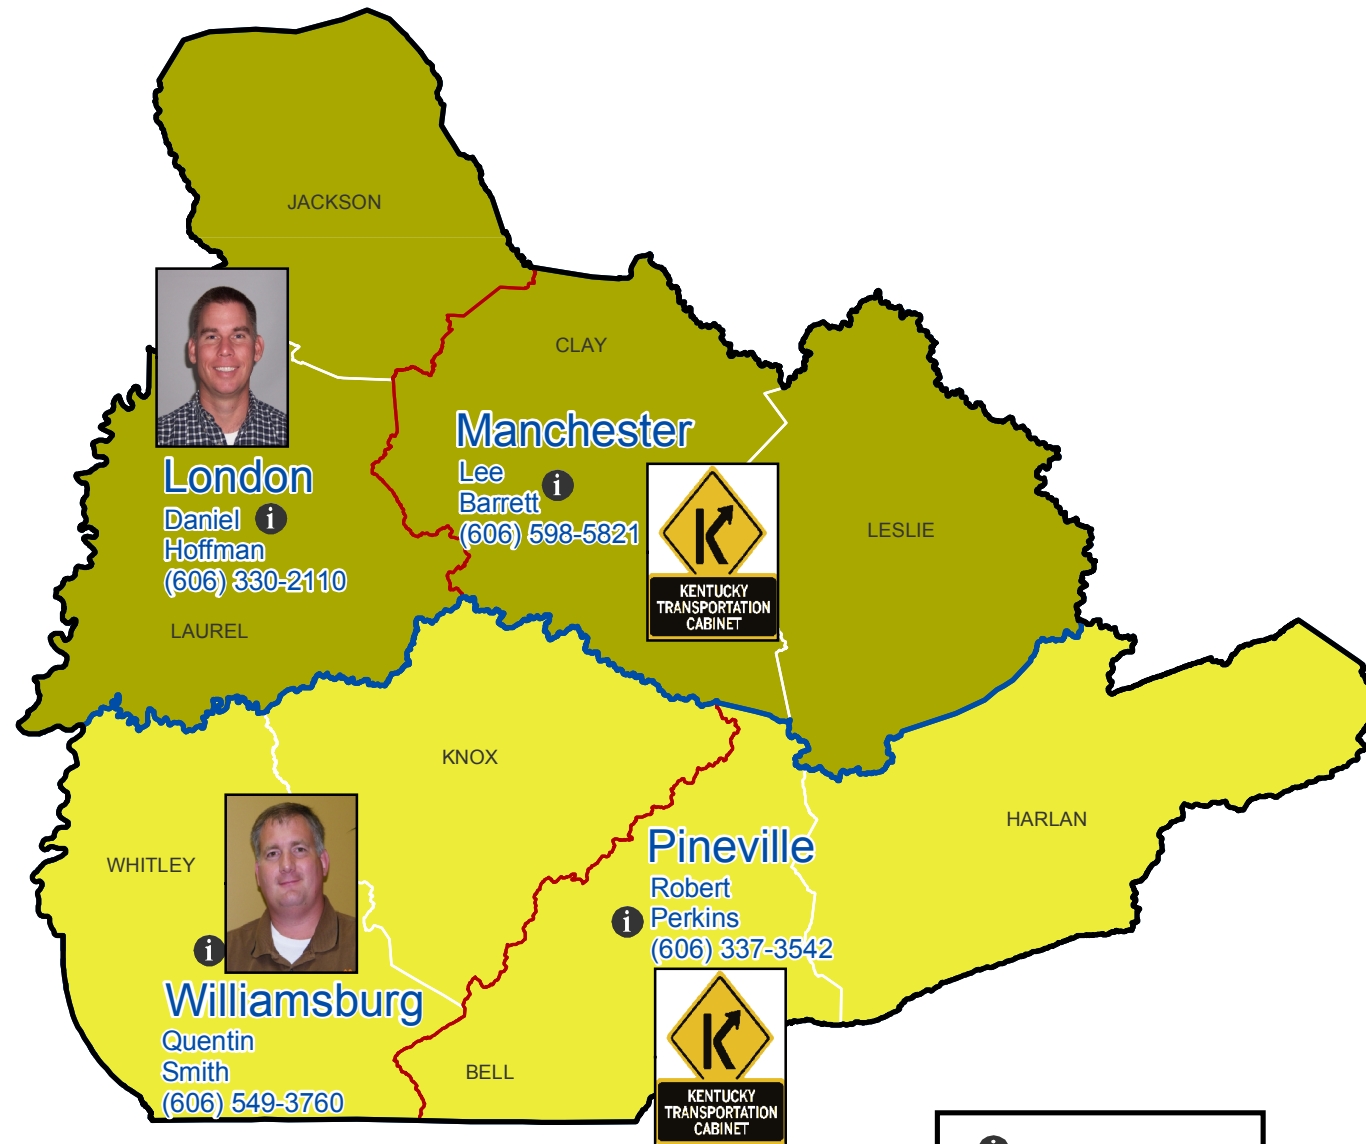 JACKSON
CLAY
Manchester
Lee
Barrett
(606) 598-5821
London
Daniel
Hoffman
(606) 330-2110
LAUREL
LESLIE
KENTUCKY
TRANSPORTATION
CABINET
KNOX
HARLAN
WHITLEY
Pineville
Robert
Perkins
(606) 337-3542
Williamsburg
Quentin
Smith
(606) 549-3760
BELL
KENTUCKY
TRANSPORTATION
CABINET